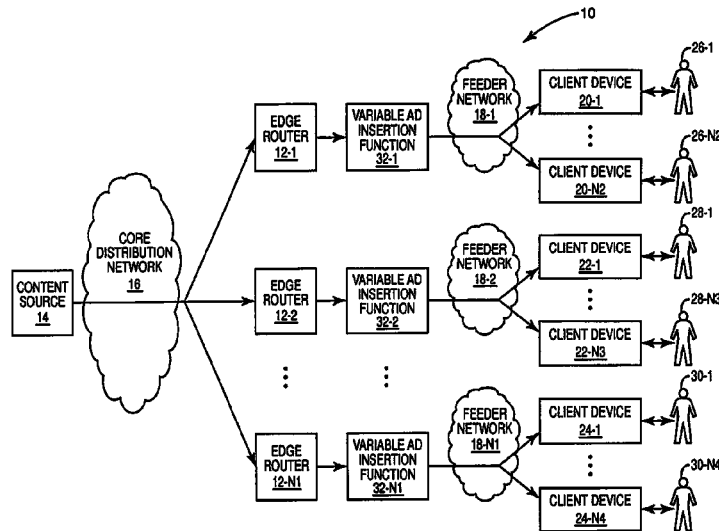 10
CONTENT
SOURCE
14
CORE
DISTRIBUTION
NETWORK
16
EDGE
ROUTER
12-1
VARIABLE AD
INSERTION
FUNCTION
32-1
FEEDER
NETWORK
18-1
CLIENT DEVICE
20-1
26-1
CLIENT DEVICE
20-N2
26-N2
EDGE
ROUTER
12-2
VARIABLE AD
INSERTION
FUNCTION
32-2
FEEDER
NETWORK
18-2
CLIENT DEVICE
22-1
28-1
CLIENT DEVICE
22-N3
28-N3
EDGE
ROUTER
12-N1
VARIABLE AD
INSERTION
FUNCTION
32-N1
FEEDER
NETWORK
18-N1
CLIENT DEVICE
24-1
30-1
CLIENT DEVICE
24-N4
30-N4